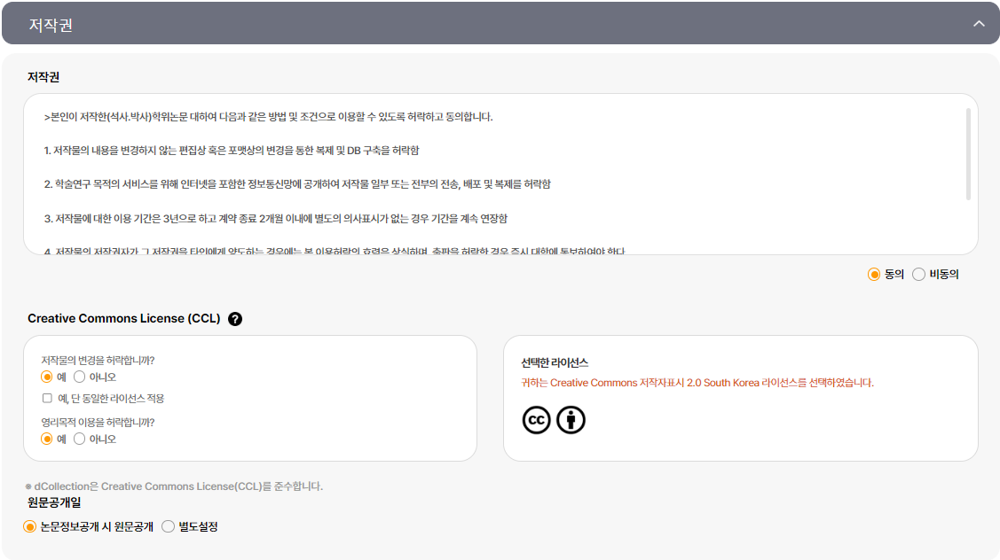 저작권
저작권
>본인이 저작한(석사.박사)학위논문 대하여 다음과 같은 방법 및 조건으로 이용할 수 있도록 허락하고 동의합니다.
1. 저작물의 내용을 변경하지 않는 편집상 혹은 포맷상의 변경을 통한 복제 및 DB 구축을 허락함
2. 학술연구 목적의 서비스를 위해 인터넷을 포함한 정보통신망에 공개하여 저작물 일부 또는 전부의 전송, 배포 및 복제를 허락함
3. 저작물에 대한 이용 기간은 3년으로 하고 계약 종료 2개월 이내에 별도의 의사표시가 없는 경우 기간을 계속 연장함
4. 저작물의 저작권자가 그 저작권을 타인에게 양도하는 경우에는 본 이용허락의 효력은 상실하며, 출판을 허락한 경우 즉시 대학에 통보하여야 한다
동의 비동의
Creative Commons License (CCL) ?
저작물의 변경을 허락합니까?
예 아니오
예, 단 동일한 라이선스 적용
영리목적 이용을 허락합니까?
예 아니오
선택한 라이선스
귀하는 Creative Commons 저작자표시 2.0 South Korea 라이선스를 선택하였습니다.
cc
※ dCollection은 Creative Commons License(CCL)를 준수합니다.
원문공개일
논문정보공개 시 원문공개 별도설정